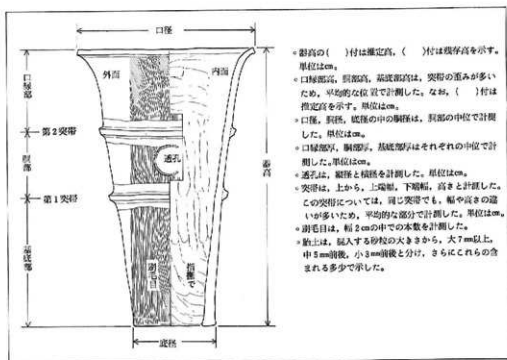 口径
外面
内面
口縁部
第2突帯
胴部
透孔
器高
第1突帯
基底部
刷毛目
指撫で
底径
◦器高の（　）付は推定高，（　）付は残存高を示す。
単位は㎝。
◦口縁部高，胴部高，基底部高は，突帯の歪みが多い
ため，平均的な位置で計測した。なお，（　）付は
推定高を示す。単位は㎝。
◦口径，胴径，底径の中の胴径は，胴部の中位で計測
した。単位は㎝。
◦口縁部厚，胴部厚，基底部厚はそれぞれの中位で計
測した。単位は㎝。
◦透孔は，縦径と横径を計測した。単位は㎝。
◦突帯は，上から，上端幅，下端幅，高さと計測した。
この突帯については，同じ突帯でも，幅や高さの違
いが多いため，平均的な部分で計測した。単位は㎝。
◦刷毛目は，幅2㎝の中での本数を計測した。
◦胎土は，混入する砂粒の大きさから，大7㎜以上，
中5㎜前後，小3㎜前後と分け，さらにこれらの含
まれる多少で示した。